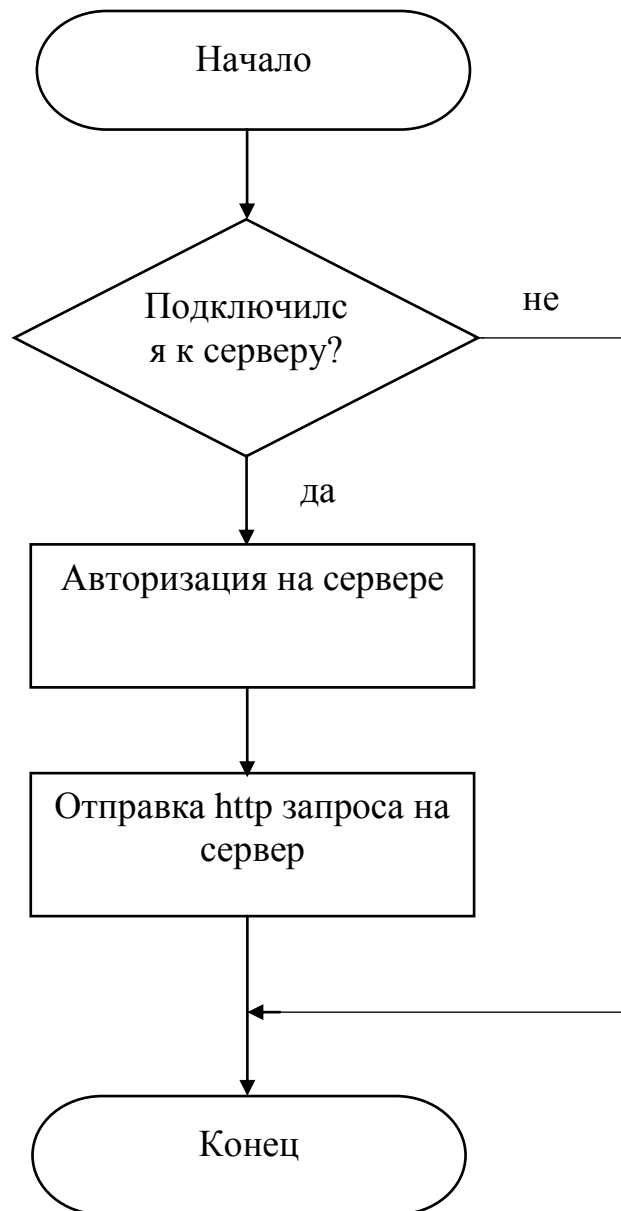 Начало
Подключилс
я к серверу?
не
да
Авторизация на сервере
Отправка http запроса на
сервер
Конец